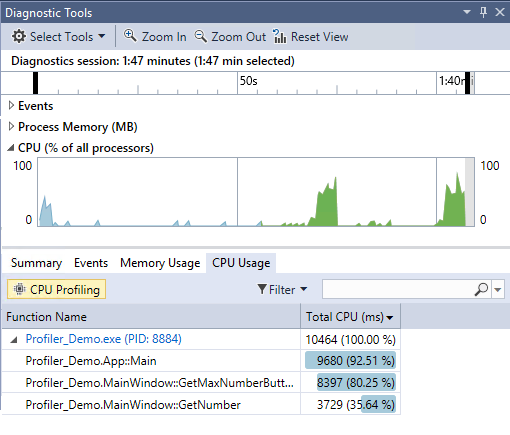 Diagnostic Tools
Select Tools Zoom In Zoom Out Reset View
Diagnostics session: 1:47 minutes (1:47 min selected)
50s 1:40m
Events
Process Memory (MB)
CPU (% of all processors)
100 100
0 0
Summary Events Memory Usage CPU Usage
CPU Profiling Filter
Function Name Total CPU (ms)
Profiler_Demo.exe (PID: 8884) 10464 (100.00 %)
Profiler_Demo.App::Main 9680 (92.51 %)
Profiler_Demo.MainWindow::GetMaxNumberButt... 8397 (80.25 %)
Profiler_Demo.MainWindow::GetNumber 3729 (35.64 %)